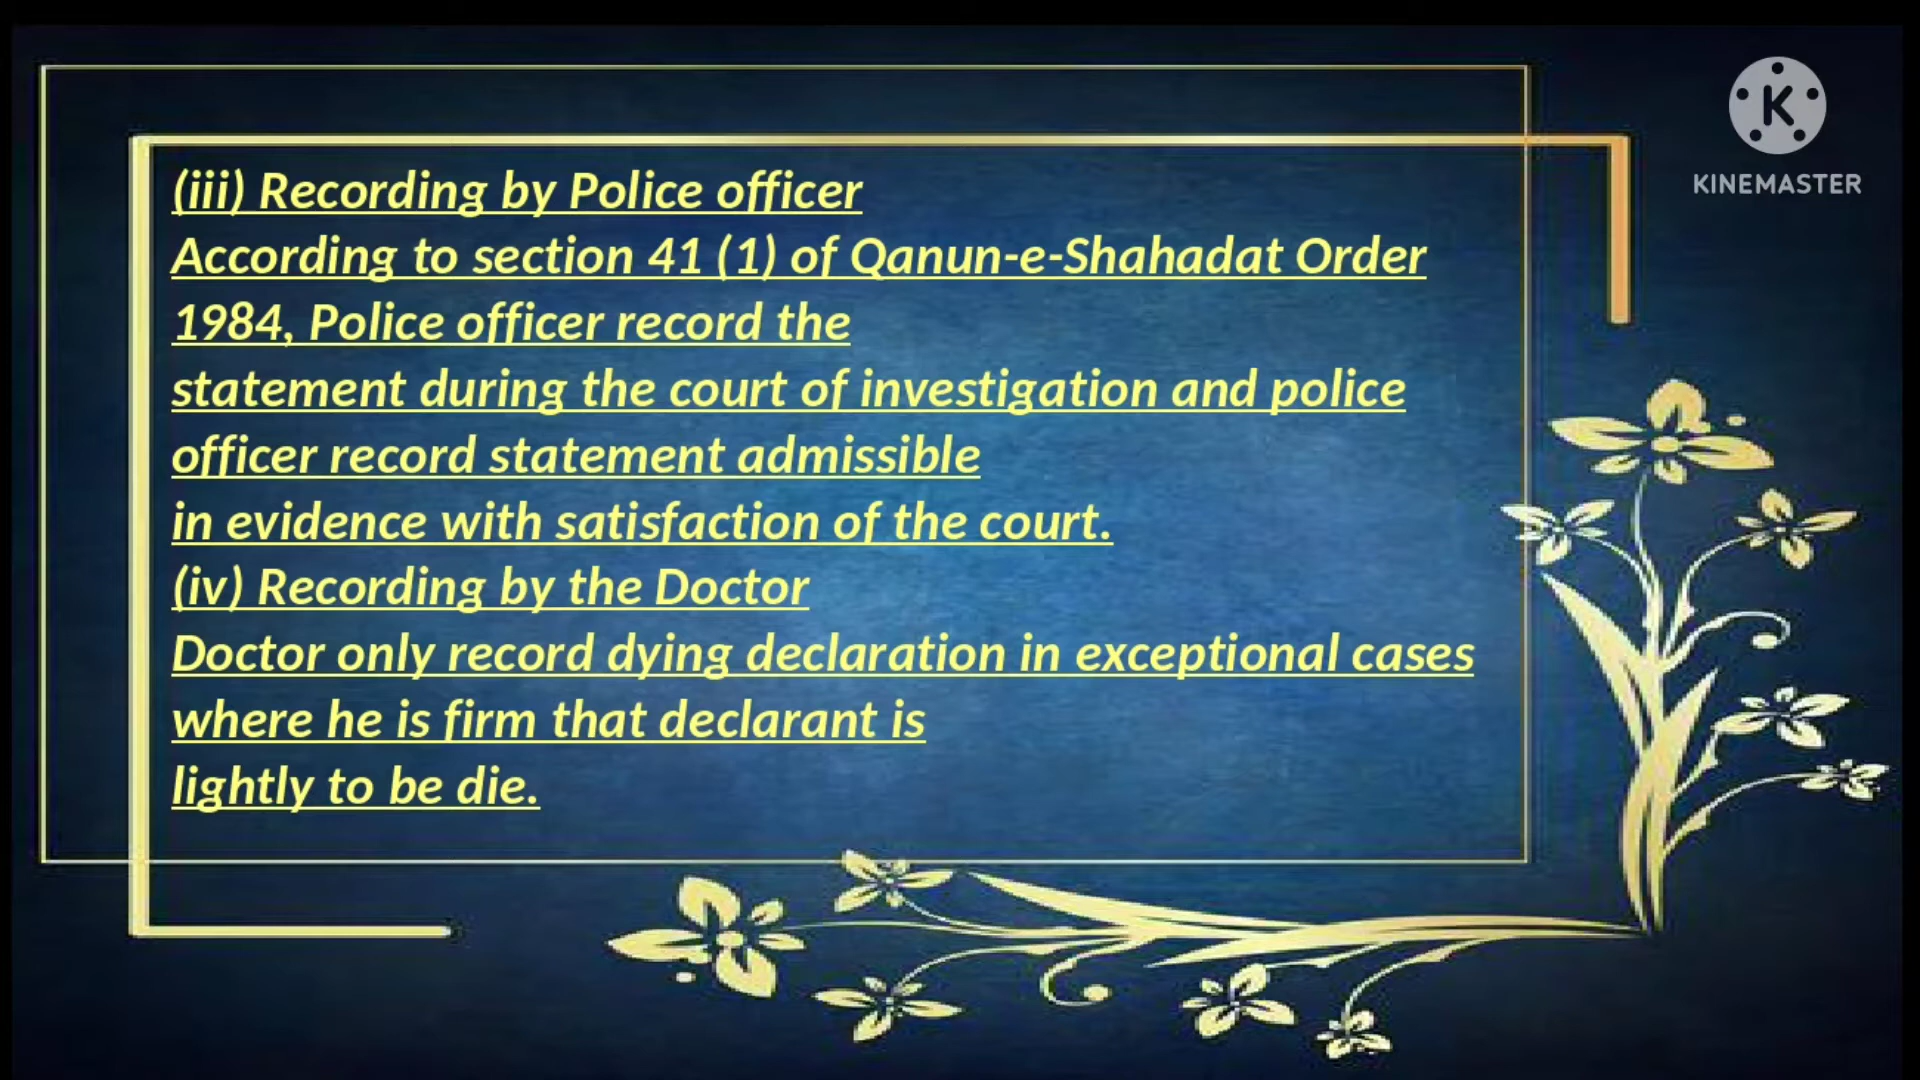 (iii) Recording by Police officer
According to section 41 (1) of Qanun-e-Shahadat Order
1984, Police officer record the
statement during the court of investigation and police
officer record statement admissible
in evidence with satisfaction of the court.
(iv) Recording by the Doctor
Doctor only record dying declaration in exceptional cases
where he is firm that declarant is
lightly to be die.
K
KINEMASTER